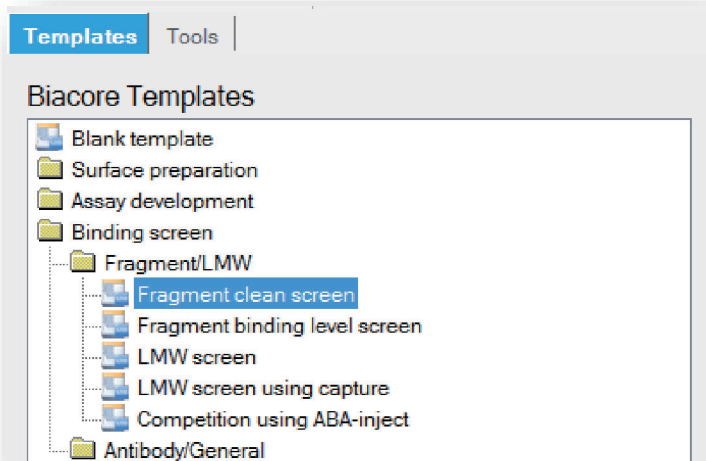 Templates Tools
Biacore Templates
Blank template
Surface preparation
Assay development
Binding screen
Fragment/LMW
Fragment clean screen
Fragment binding level screen
LMW screen
LMW screen using capture
Competition using ABA-inject
Antibody/General